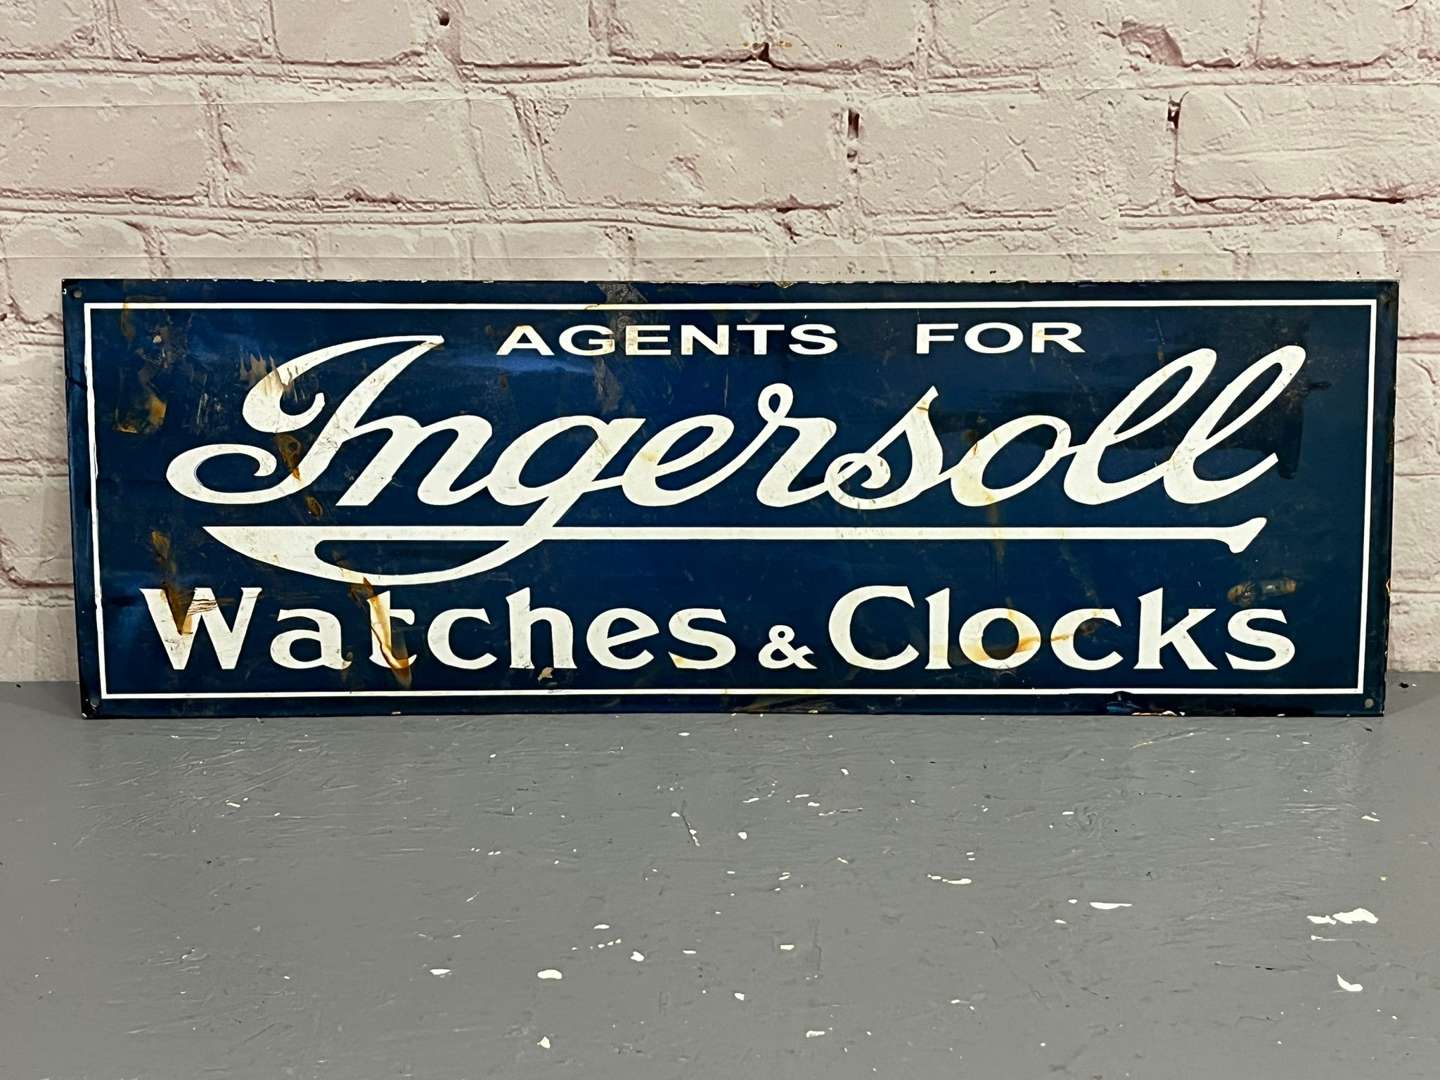 AGENTS FOR
Ingersoll
Watches & Clocks